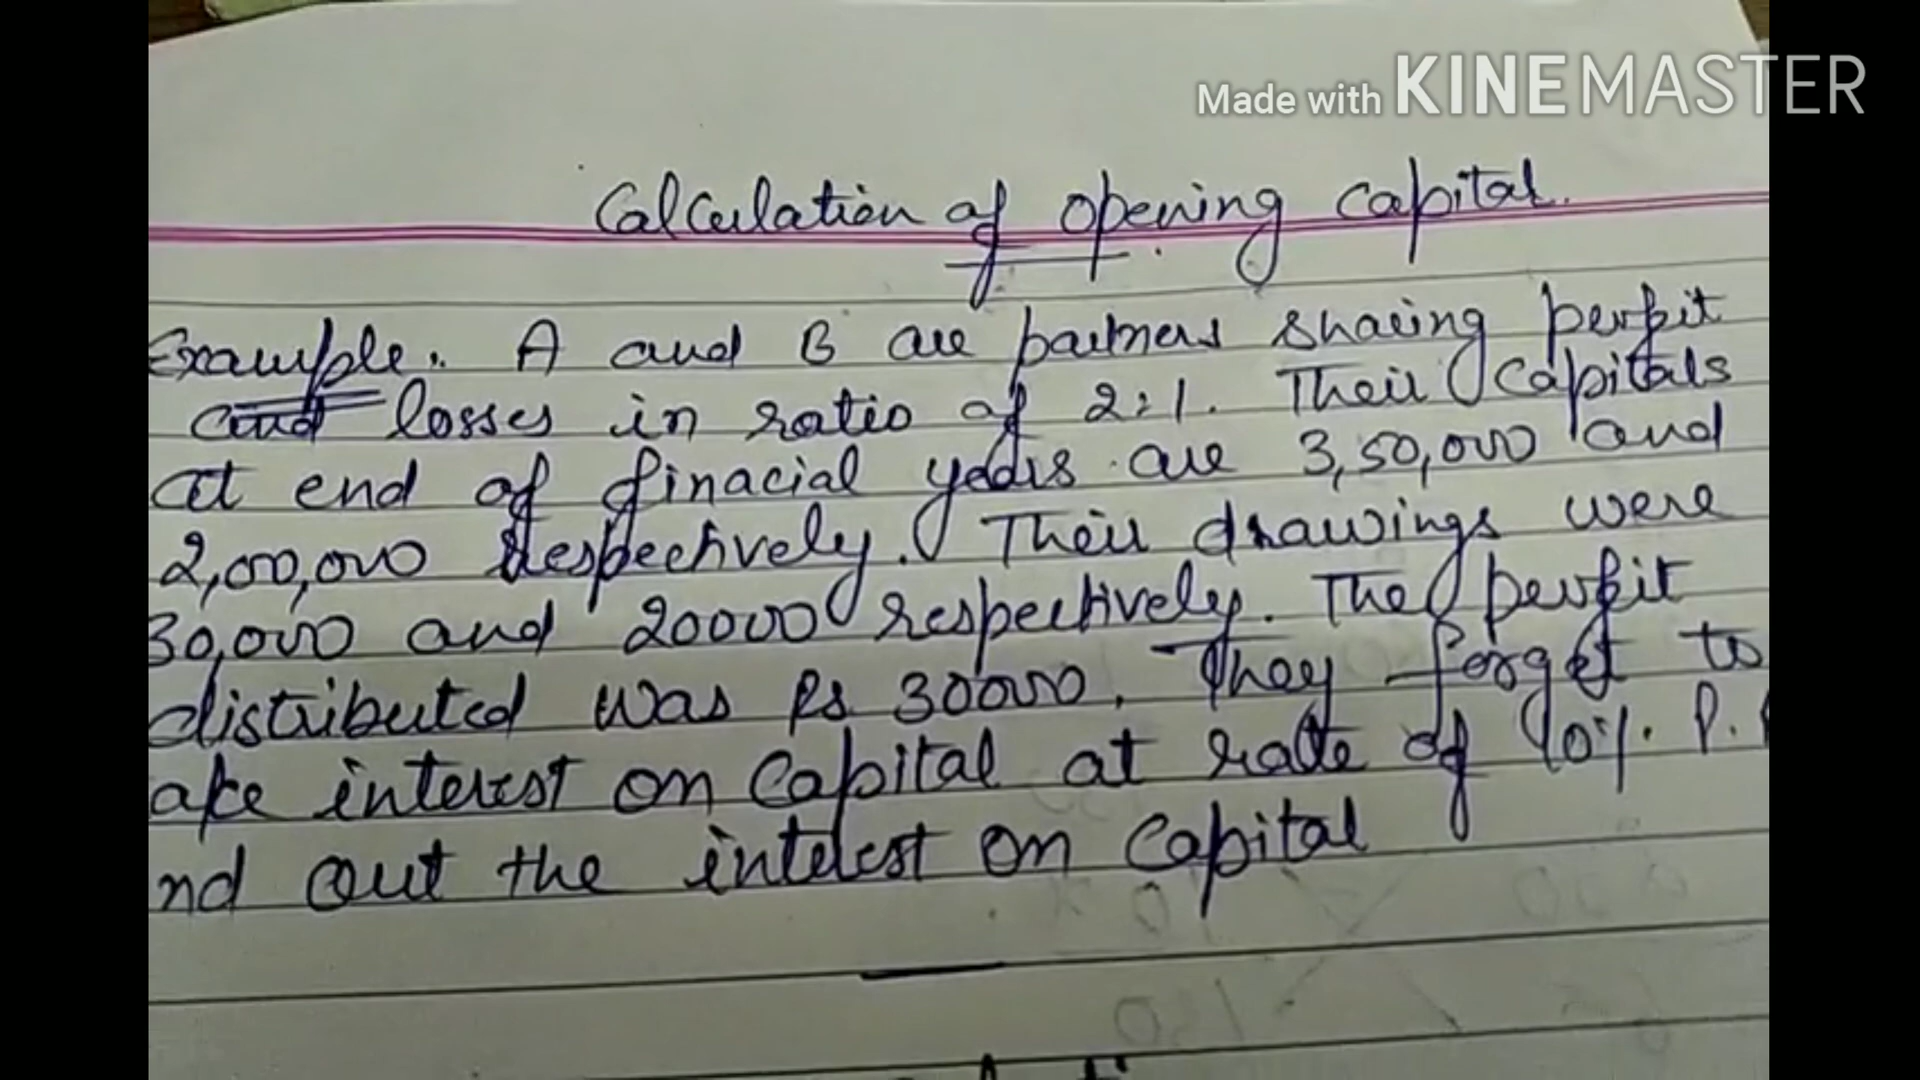 Made with KINEMASTER
Calculation of opening capital.
Example:. A and B are partners sharing perfit
and losses in ratio of 2:1. Their capitals
at end of finacial years are 3,50,000 and
2,00,000 respectively. Their drawings were
30,000 and 20000 respectively. The perfit
distributed was Rs 30000. They forget to
ake interest on capital at rate of 10%. P.
nd out the interest on capital